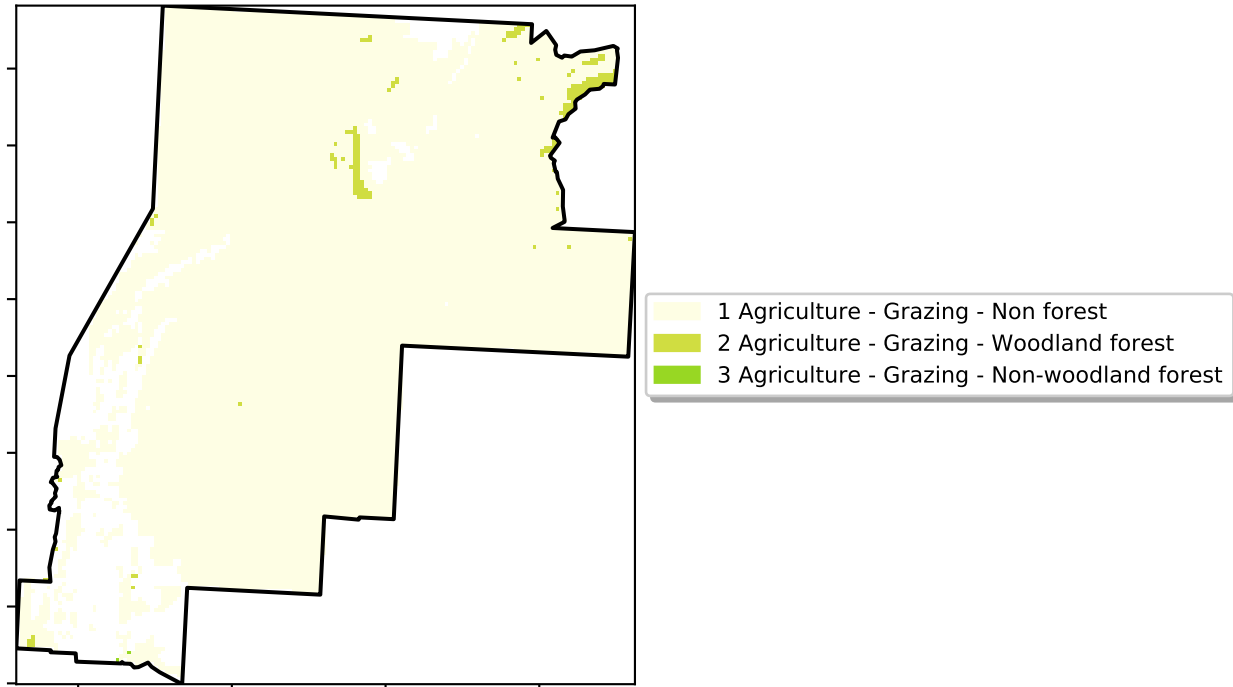 1 Agriculture - Grazing - Non forest
2 Agriculture - Grazing - Woodland forest
3 Agriculture - Grazing - Non-woodland forest